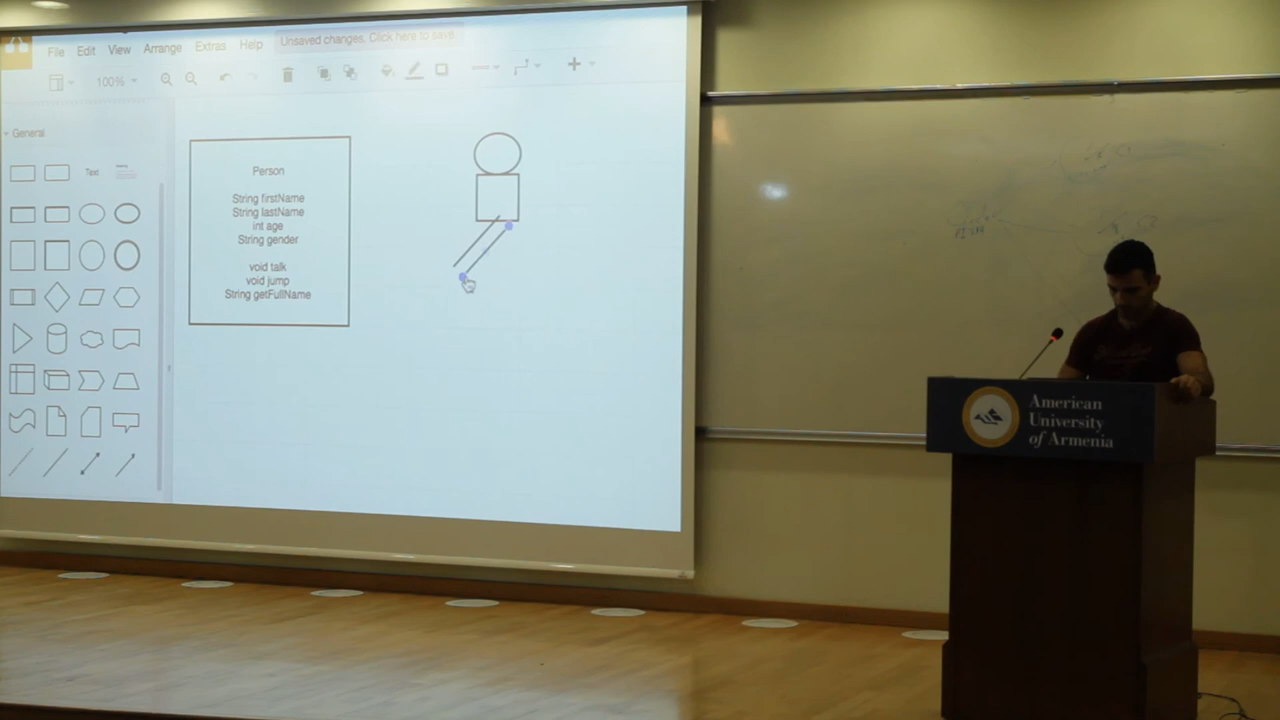 File Edit View Arrange Extras Help Unsaved changes. Click here to save
100%
General
Text
Person
String firstName
String lastName
int age
String gender
void talk
void jump
String getFullName
American
University
of Armenia